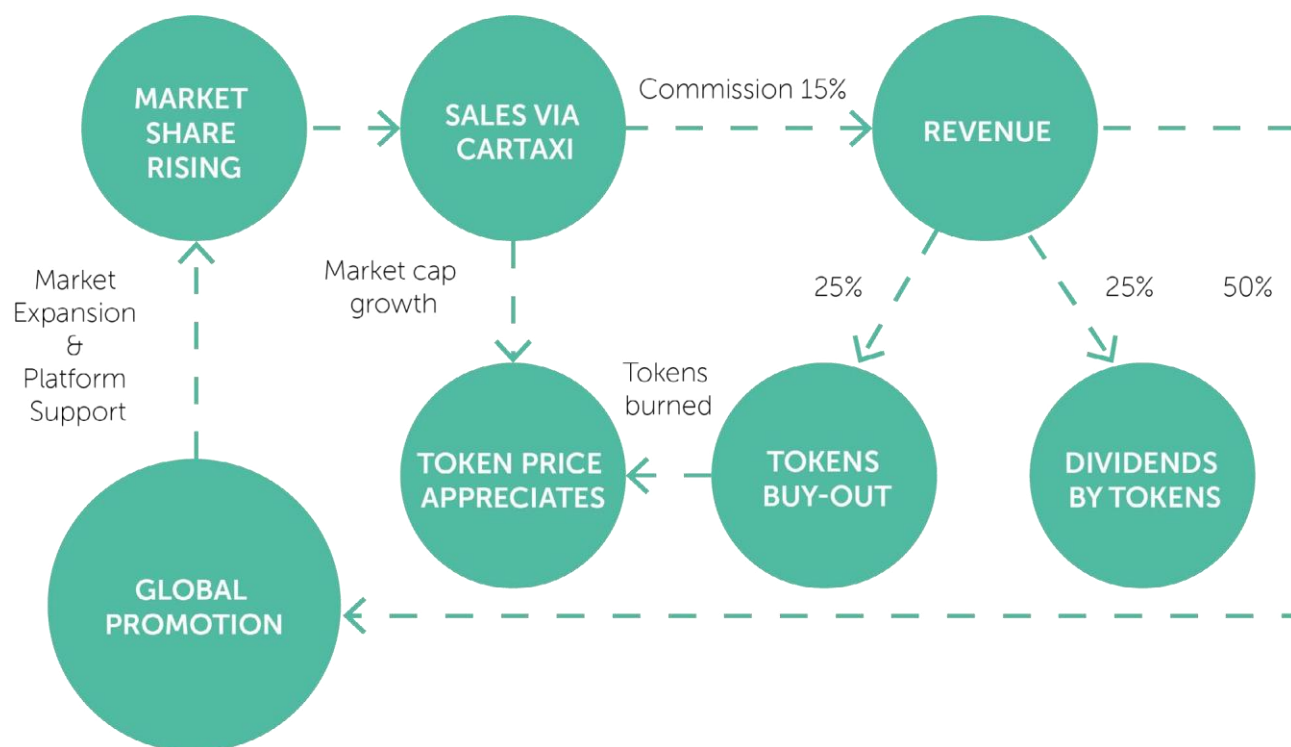 MARKET
SHARE
RISING
SALES VIA
CARTAXI
Commission 15%
REVENUE
Market
Expansion
&
Platform
Support
Market cap
growth
25%
25%
50%
Tokens
burned
TOKEN PRICE
APPRECIATES
TOKENS
BUY-OUT
DIVIDENDS
BY TOKENS
GLOBAL
PROMOTION